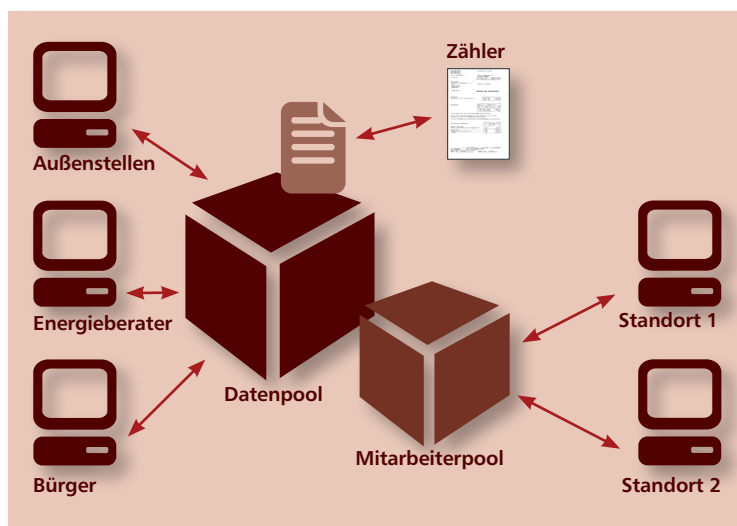 Zähler
Außenstellen
Energieberater
Standort 1
Datenpool
Mitarbeiterpool
Bürger
Standort 2